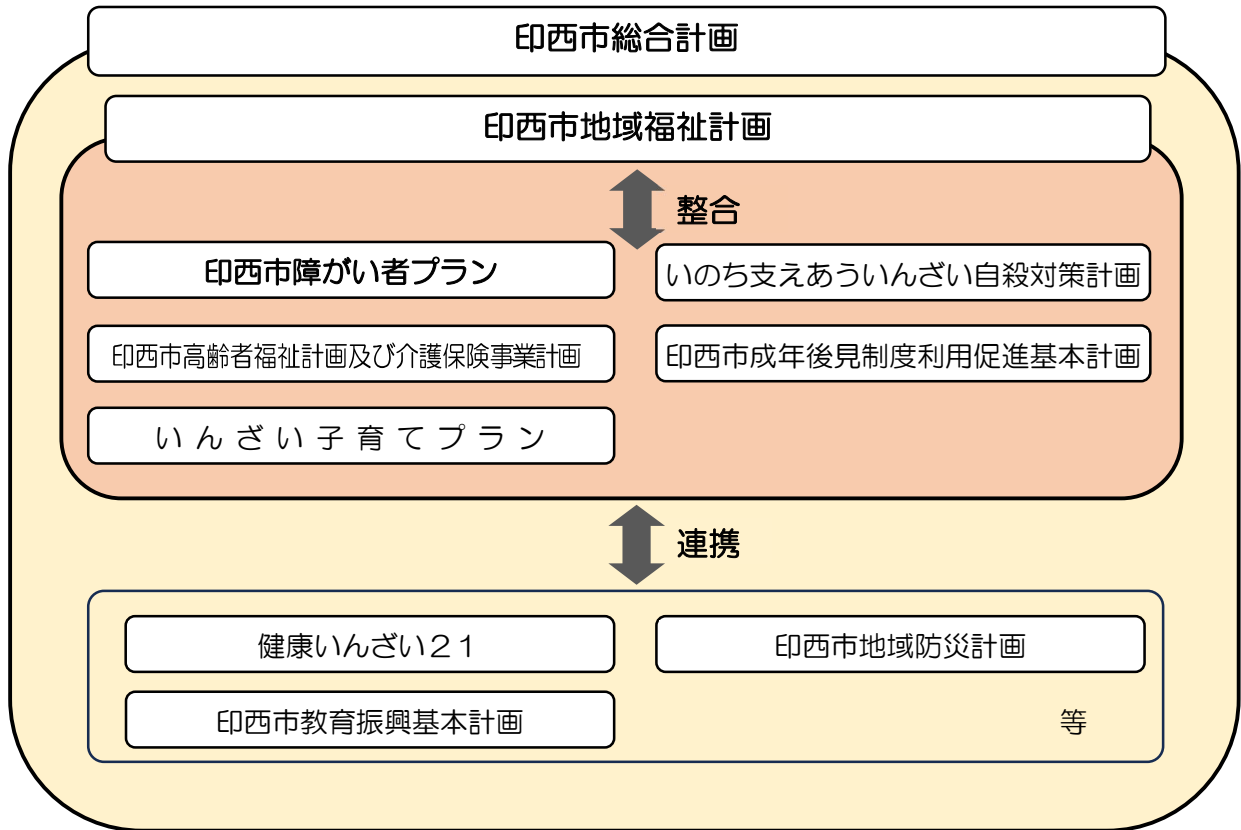 印西市総合計画
印西市地域福祉計画
整合
印西市障がい者プラン
いのち支えあういんざい自殺対策計画
印西市高齢者福祉計画及び介護保険事業計画
印西市成年後見制度利用促進基本計画
いんざい子育てプラン
連携
健康いんざい２１
印西市地域防災計画
印西市教育振興基本計画
等